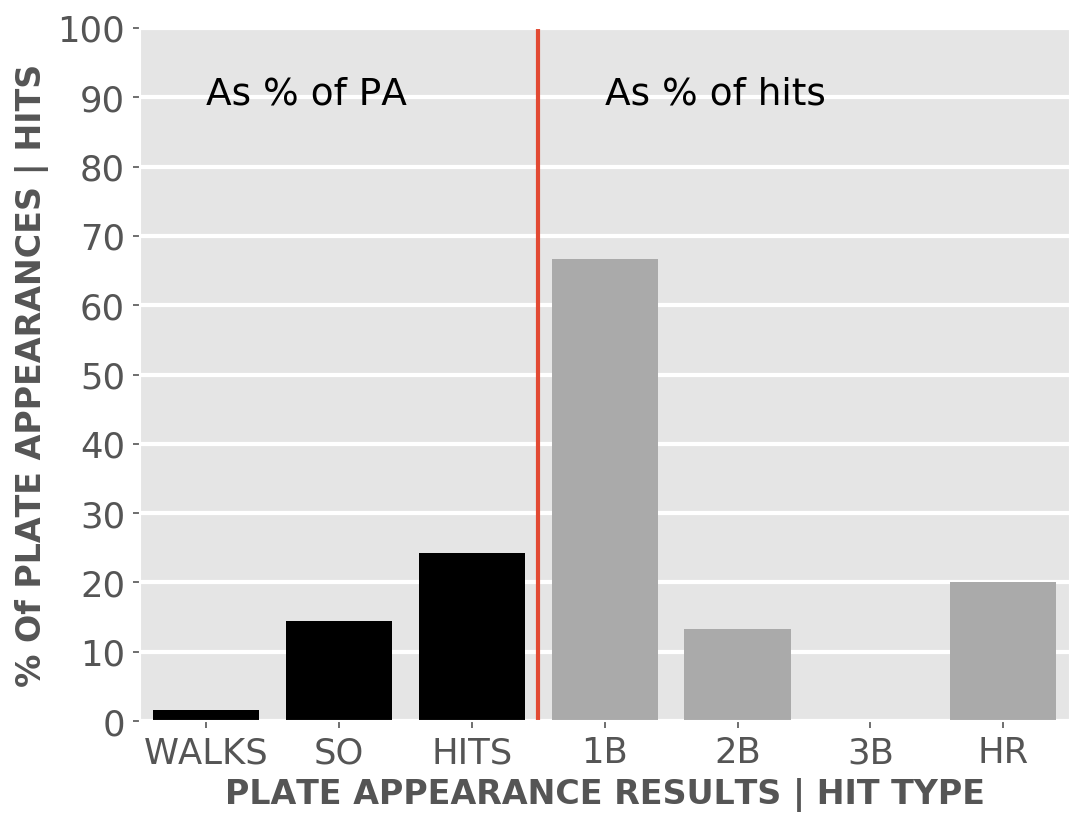 % Of PLATE APPEARANCES | HITS
100
90
80
70
60
50
40
30
20
10
0
As % of PA
As % of hits
WALKS SO HITS 1B 2B 3B HR
PLATE APPEARANCE RESULTS | HIT TYPE